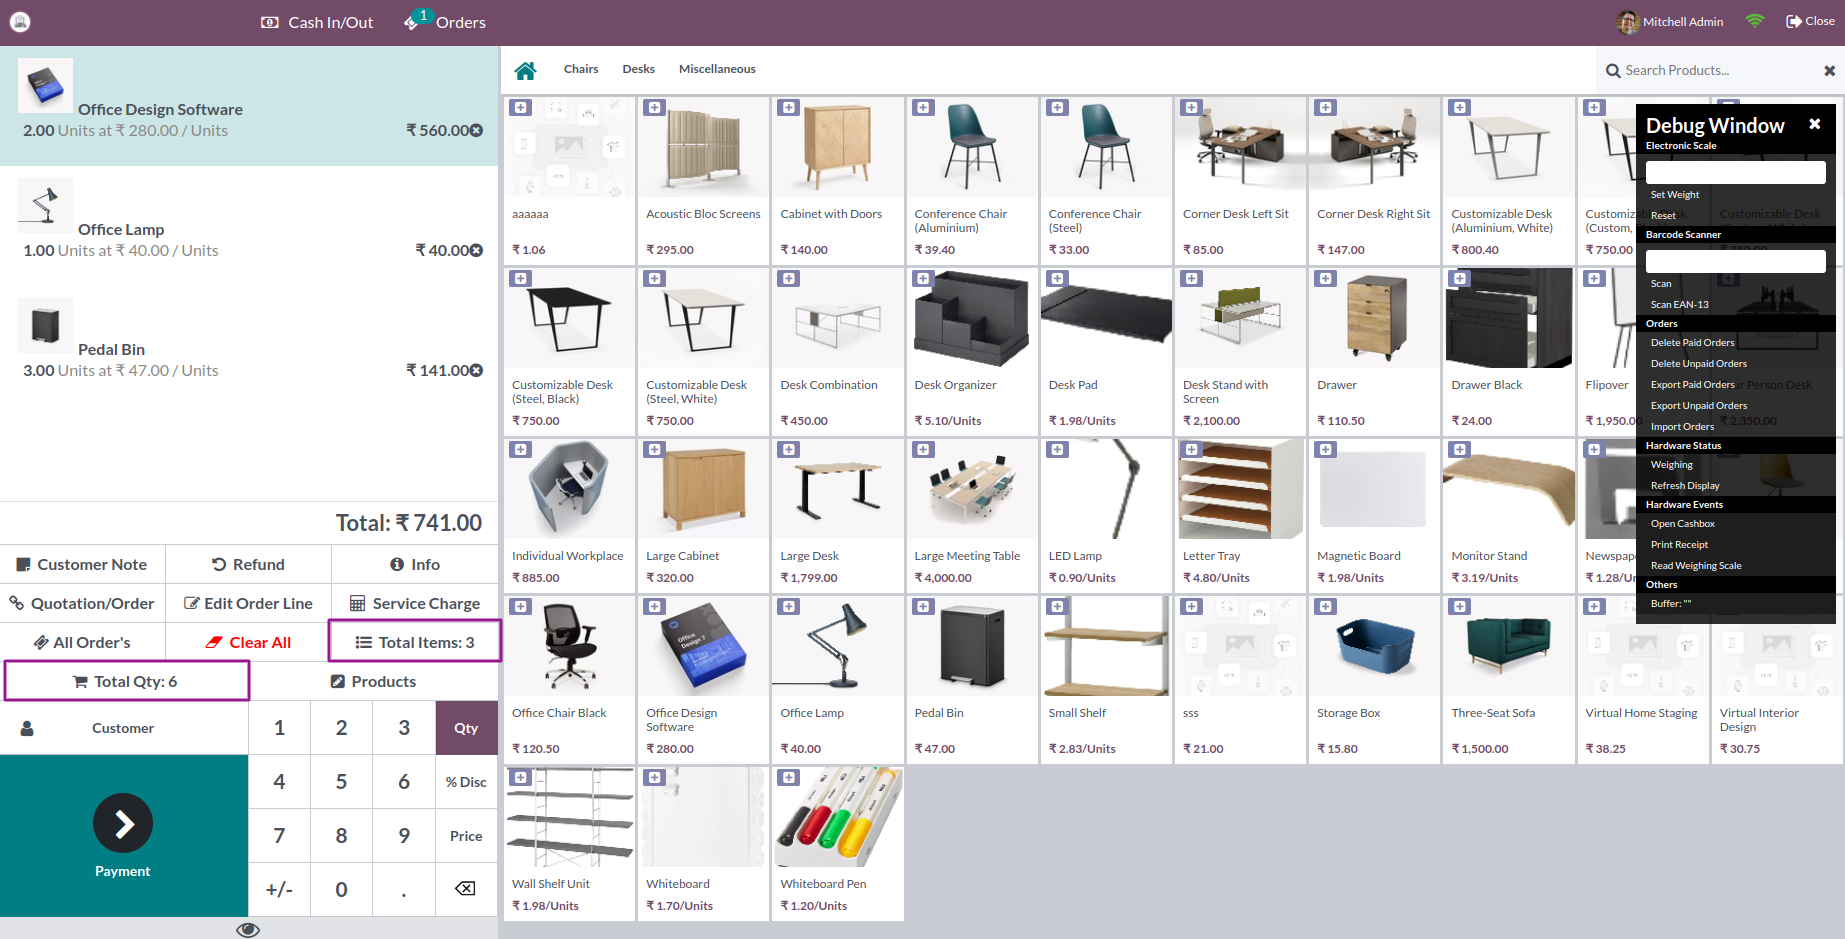 Cash In/Out
1
Orders
Mitchell Admin
Close
Office Design Software
2.00 Units at ₹ 280.00 / Units
₹ 560.00
Office Lamp
1.00 Units at ₹ 40.00 / Units
₹ 40.00
Pedal Bin
3.00 Units at ₹ 47.00 / Units
₹ 141.00
Total: ₹ 741.00
Customer Note
Refund
Info
Quotation/Order
Edit Order Line
Service Charge
All Order's
Clear All
Total Items: 3
Total Qty: 6
Products
Customer
1 2 3 Qty
4 5 6 % Disc
7 8 9 Price
+/- 0 .
Payment
Chairs
Desks
Miscellaneous
Search Products...
aaaaaa
₹ 1.06
Acoustic Bloc Screens
₹ 295.00
Cabinet with Doors
₹ 140.00
Conference Chair
(Aluminium)
₹ 39.40
Conference Chair
(Steel)
₹ 33.00
Corner Desk Left Sit
₹ 85.00
Corner Desk Right Sit
₹ 147.00
Customizable Desk
(Aluminium, White)
₹ 800.40
Customizable Desk
(Custom,
₹ 750.00
Customizable Desk
₹ 750.00
Customizable Desk
(Steel, Black)
₹ 750.00
Customizable Desk
(Steel, White)
₹ 750.00
Desk Combination
₹ 450.00
Desk Organizer
₹ 5.10/Units
Desk Pad
₹ 1.98/Units
Desk Stand with
Screen
₹ 2,100.00
Drawer
₹ 110.50
Drawer Black
₹ 24.00
Flipover
₹ 1,950.00
Person Desk
₹ 2,350.00
Individual Workplace
₹ 885.00
Large Cabinet
₹ 320.00
Large Desk
₹ 1,799.00
Large Meeting Table
₹ 4,000.00
LED Lamp
₹ 0.90/Units
Letter Tray
₹ 4.80/Units
Magnetic Board
₹ 1.98/Units
Monitor Stand
₹ 3.19/Units
Newspap
₹ 1.28/Un
Office Chair Black
₹ 120.50
Office
Design 7
Office Design
Software
₹ 280.00
Office Lamp
₹ 40.00
Pedal Bin
₹ 47.00
Small Shelf
₹ 2.83/Units
sss
₹ 21.00
Storage Box
₹ 15.80
Three-Seat Sofa
₹ 1,500.00
Virtual Home Staging
₹ 38.25
Virtual Interior
Design
₹ 30.75
Wall Shelf Unit
₹ 1.98/Units
Whiteboard
₹ 1.70/Units
Whiteboard Pen
₹ 1.20/Units
Debug Window
Electronic Scale
Set Weight
Reset
Barcode Scanner
Scan
Scan EAN-13
Orders
Delete Paid Orders
Delete Unpaid Orders
Export Paid Orders
Export Unpaid Orders
Import Orders
Hardware Status
Weighing
Refresh Display
Hardware Events
Open Cashbox
Print Receipt
Read Weighing Scale
Others
Buffer: ""